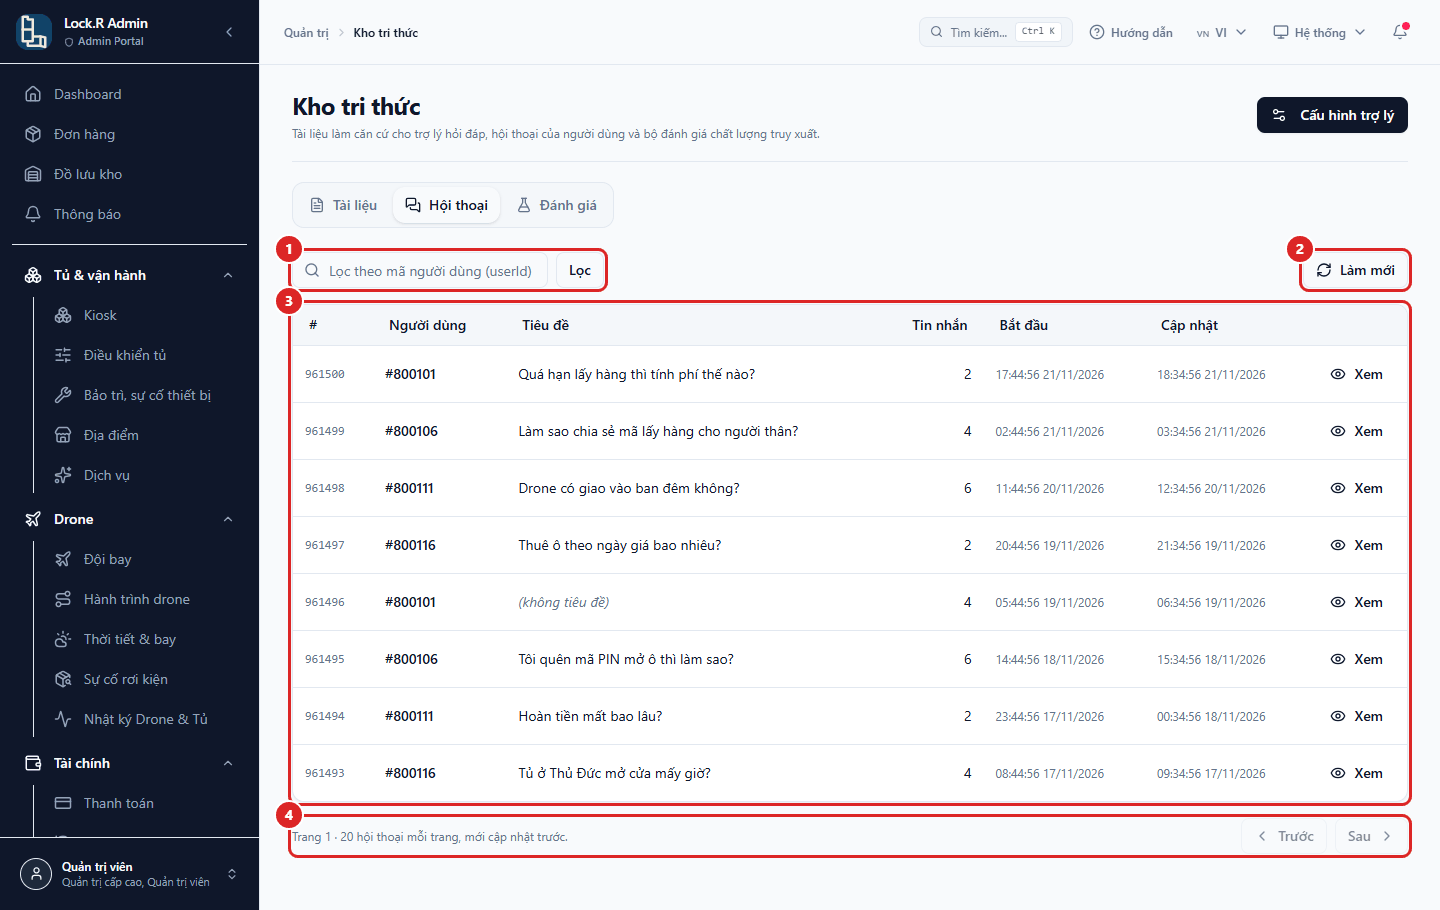 Lock.R Admin
Admin Portal
Quản trị
Kho tri thức
Tìm kiếm...
Ctrl K
Hướng dẫn
VN VI
Hệ thống
Dashboard
Đơn hàng
Đồ lưu kho
Thông báo
Tủ & vận hành
Kiosk
Điều khiển tủ
Bảo trì, sự cố thiết bị
Địa điểm
Dịch vụ
Drone
Đội bay
Hành trình drone
Thời tiết & bay
Sự cố rơi kiện
Nhật ký Drone & Tủ
Tài chính
Thanh toán
Quản trị viên
Quản trị cấp cao, Quản trị viên
Kho tri thức
Tài liệu làm căn cứ cho trợ lý hỏi đáp, hội thoại của người dùng và bộ đánh giá chất lượng truy xuất.
Cấu hình trợ lý
Tài liệu
Hội thoại
Đánh giá
1
Lọc theo mã người dùng (userId)
Lọc
2
Làm mới
3
# Người dùng Tiêu đề Tin nhắn Bắt đầu Cập nhật
961500 #800101 Quá hạn lấy hàng thì tính phí thế nào? 2 17:44:56 21/11/2026 18:34:56 21/11/2026 Xem
961499 #800106 Làm sao chia sẻ mã lấy hàng cho người thân? 4 02:44:56 21/11/2026 03:34:56 21/11/2026 Xem
961498 #800111 Drone có giao vào ban đêm không? 6 11:44:56 20/11/2026 12:34:56 20/11/2026 Xem
961497 #800116 Thuê ô theo ngày giá bao nhiêu? 2 20:44:56 19/11/2026 21:34:56 19/11/2026 Xem
961496 #800101 (không tiêu đề) 4 05:44:56 19/11/2026 06:34:56 19/11/2026 Xem
961495 #800106 Tôi quên mã PIN mở ô thì làm sao? 6 14:44:56 18/11/2026 15:34:56 18/11/2026 Xem
961494 #800111 Hoàn tiền mất bao lâu? 2 23:44:56 17/11/2026 00:34:56 18/11/2026 Xem
961493 #800116 Tủ ở Thủ Đức mở cửa mấy giờ? 4 08:44:56 17/11/2026 09:34:56 17/11/2026 Xem
4
Trang 1 · 20 hội thoại mỗi trang, mới cập nhật trước.
Trước
Sau